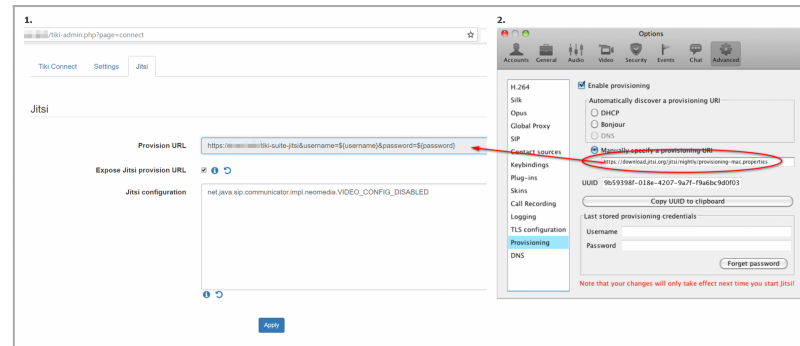 1.
/tiki-admin.php?page=connect
Tiki Connect Settings Jitsi
Jitsi
Provision URL
https:// /tiki-suite-jitsi&username=${username}&password=${password}
Expose Jitsi provision URL
Jitsi configuration
net.java.sip.communicator.impl.neomedia.VIDEO_CONFIG_DISABLED
Apply
2.
Options
Accounts General Audio Video Security Events Chat Advanced
H.264
Silk
Opus
Global Proxy
SIP
Contact sources
Keybindings
Plug-ins
Skins
Call Recording
Logging
TLS configuration
Provisioning
DNS
Enable provisioning
Automatically discover a provisioning URI
DHCP
Bonjour
DNS
Manually specify a provisioning URI
https://download.jitsi.org/jitsi/nightly/provisioning-mac.properties
UUID 9b59398f-018e-4207-9a7f-f9a6bc9d0f03
Copy UUID to clipboard
Last stored provisioning credentials
Username
Password
Forget password
Note that your changes will only take effect next time you start Jitsi!